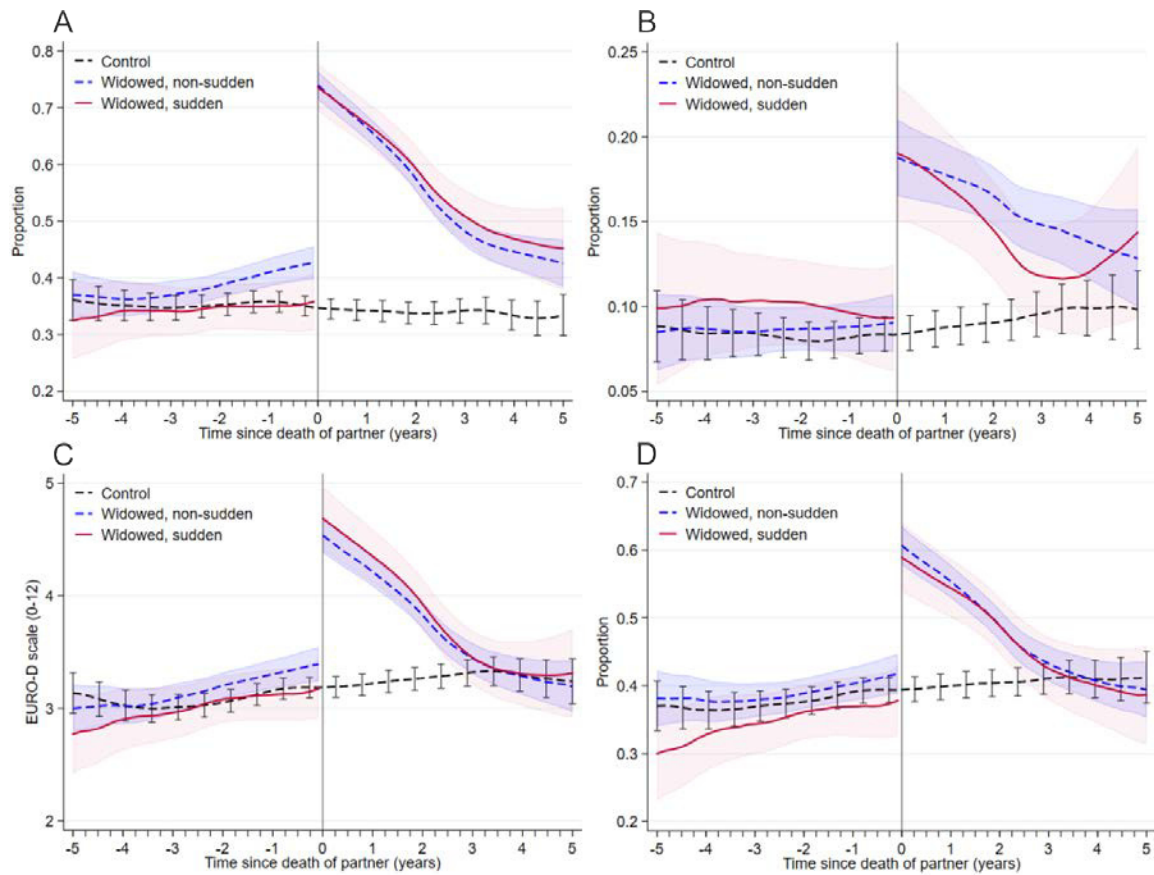 A
0.8
0.7
0.6
0.5
0.4
0.3
0.2
Proportion
Control
Widowed, non-sudden
Widowed, sudden
-5 -4 -3 -2 -1 0 1 2 3 4 5
Time since death of partner (years)
B
0.25
0.20
0.15
0.10
0.05
Proportion
Control
Widowed, non-sudden
Widowed, sudden
-5 -4 -3 -2 -1 0 1 2 3 4 5
Time since death of partner (years)
C
5
4
3
2
EURO-D scale (0-12)
Control
Widowed, non-sudden
Widowed, sudden
-5 -4 -3 -2 -1 0 1 2 3 4 5
Time since death of partner (years)
D
0.7
0.6
0.5
0.4
0.3
0.2
Proportion
Control
Widowed, non-sudden
Widowed, sudden
-5 -4 -3 -2 -1 0 1 2 3 4 5
Time since death of partner (years)